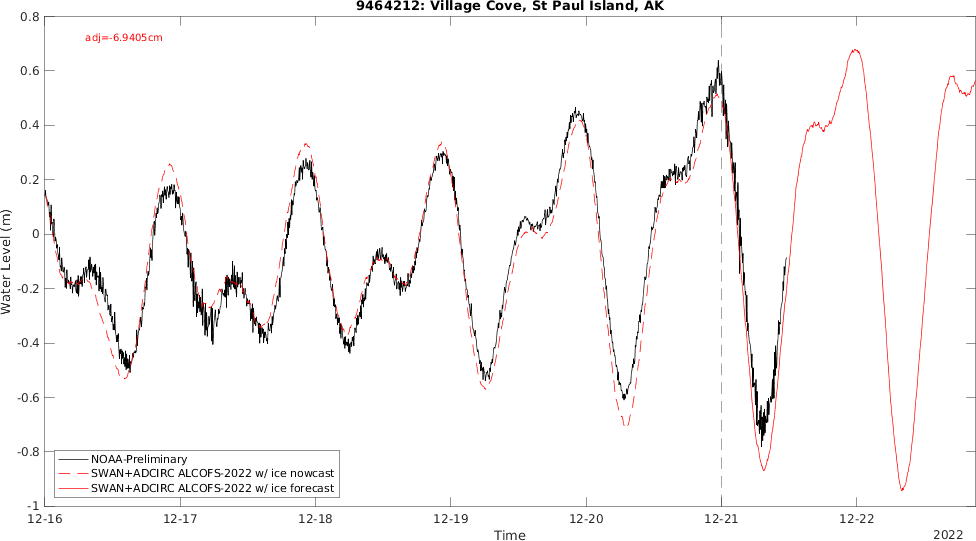 9464212: Village Cove, St Paul Island, AK
adj=-6.9405cm
0.8
0.6
0.4
0.2
0
-0.2
-0.4
-0.6
-0.8
-1
Water Level (m)
NOAA-Preliminary
SWAN+ADCIRC ALCOFS-2022 w/ ice nowcast
SWAN+ADCIRC ALCOFS-2022 w/ ice forecast
12-16 12-17 12-18 12-19 12-20 12-21 12-22
Time
2022